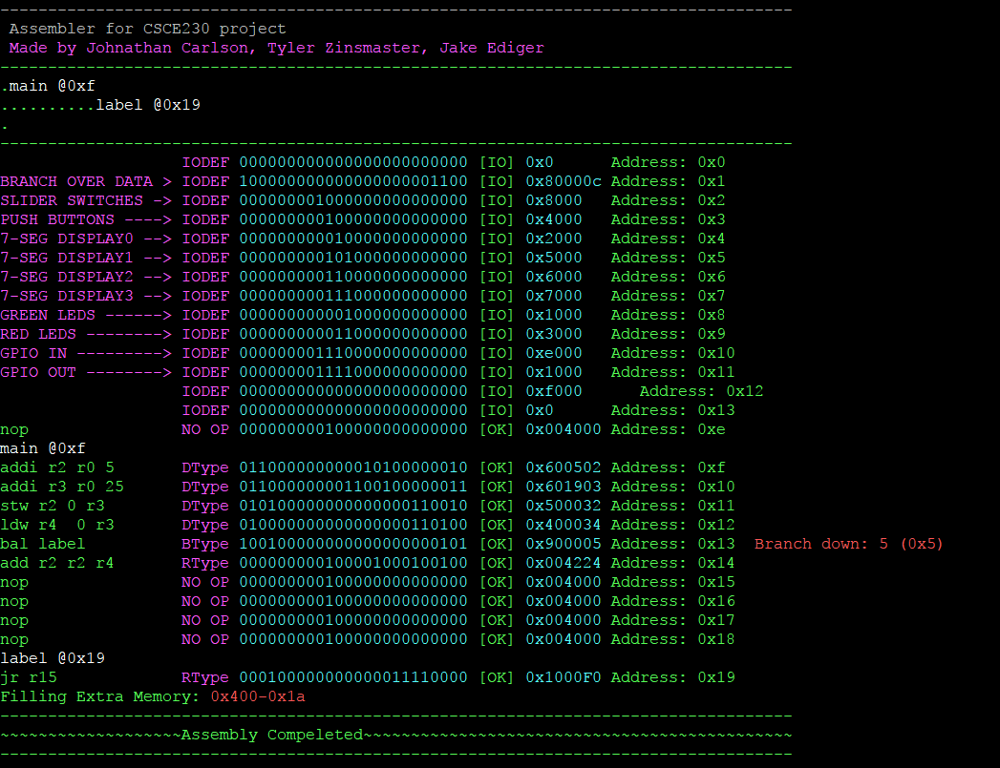 -----------------------------------------------------------------------------------
Assembler for CSCE230 project
Made by Johnathan Carlson, Tyler Zinsmaster, Jake Ediger
-----------------------------------------------------------------------------------
.main @0xf
..........label @0x19
.
-----------------------------------------------------------------------------------
IODEF 000000000000000000000000 [IO] 0x0 Address: 0x0
BRANCH OVER DATA > IODEF 100000000000000000001100 [IO] 0x80000c Address: 0x1
SLIDER SWITCHES -> IODEF 000000001000000000000000 [IO] 0x8000 Address: 0x2
PUSH BUTTONS ----> IODEF 000000000100000000000000 [IO] 0x4000 Address: 0x3
7-SEG DISPLAY0 --> IODEF 000000000010000000000000 [IO] 0x2000 Address: 0x4
7-SEG DISPLAY1 --> IODEF 000000000101000000000000 [IO] 0x5000 Address: 0x5
7-SEG DISPLAY2 --> IODEF 000000000110000000000000 [IO] 0x6000 Address: 0x6
7-SEG DISPLAY3 --> IODEF 000000000111000000000000 [IO] 0x7000 Address: 0x7
GREEN LEDS ------> IODEF 000000000001000000000000 [IO] 0x1000 Address: 0x8
RED LEDS --------> IODEF 000000000011000000000000 [IO] 0x3000 Address: 0x9
GPIO IN ---------> IODEF 000000001110000000000000 [IO] 0xe000 Address: 0x10
GPIO OUT --------> IODEF 000000001111000000000000 [IO] 0x1000 Address: 0x11
IODEF 000000000000000000000000 [IO] 0xf000 Address: 0x12
IODEF 000000000000000000000000 [IO] 0x0 Address: 0x13
nop NO OP 000000000100000000000000 [OK] 0x004000 Address: 0xe
main @0xf
addi r2 r0 5 DType 011000000000010100000010 [OK] 0x600502 Address: 0xf
addi r3 r0 25 DType 011000000001100100000011 [OK] 0x601903 Address: 0x10
stw r2 0 r3 DType 010100000000000000110010 [OK] 0x500032 Address: 0x11
ldw r4  0 r3 DType 010000000000000000110100 [OK] 0x400034 Address: 0x12
bal label BType 100100000000000000000101 [OK] 0x900005 Address: 0x13 Branch down: 5 (0x5)
add r2 r2 r4 RType 000000000100001000100100 [OK] 0x004224 Address: 0x14
nop NO OP 000000000100000000000000 [OK] 0x004000 Address: 0x15
nop NO OP 000000000100000000000000 [OK] 0x004000 Address: 0x16
nop NO OP 000000000100000000000000 [OK] 0x004000 Address: 0x17
nop NO OP 000000000100000000000000 [OK] 0x004000 Address: 0x18
label @0x19
jr r15 RType 000100000000000011110000 [OK] 0x1000F0 Address: 0x19
Filling Extra Memory: 0x400-0x1a
-----------------------------------------------------------------------------------
~~~~~~~~~~~~~~~~~~~Assembly Compeleted~~~~~~~~~~~~~~~~~~~~~~~~~~~~~~~~~~~~~~~~~~~~~
-----------------------------------------------------------------------------------